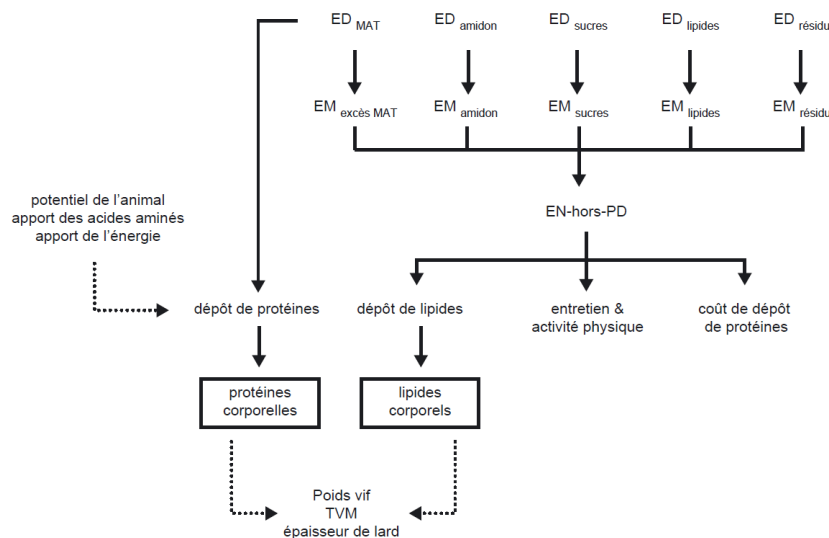 ED MAT ED amidon ED sucres ED lipides ED résidu
EM excès MAT EM amidon EM sucres EM lipides EM résidu
potentiel de l'animal
apport des acides aminés
apport de l'énergie
EN-hors-PD
dépôt de protéines
dépôt de lipides
entretien &
activité physique
coût de dépôt
de protéines
protéines
corporelles
lipides
corporels
Poids vif
TVM
épaisseur de lard